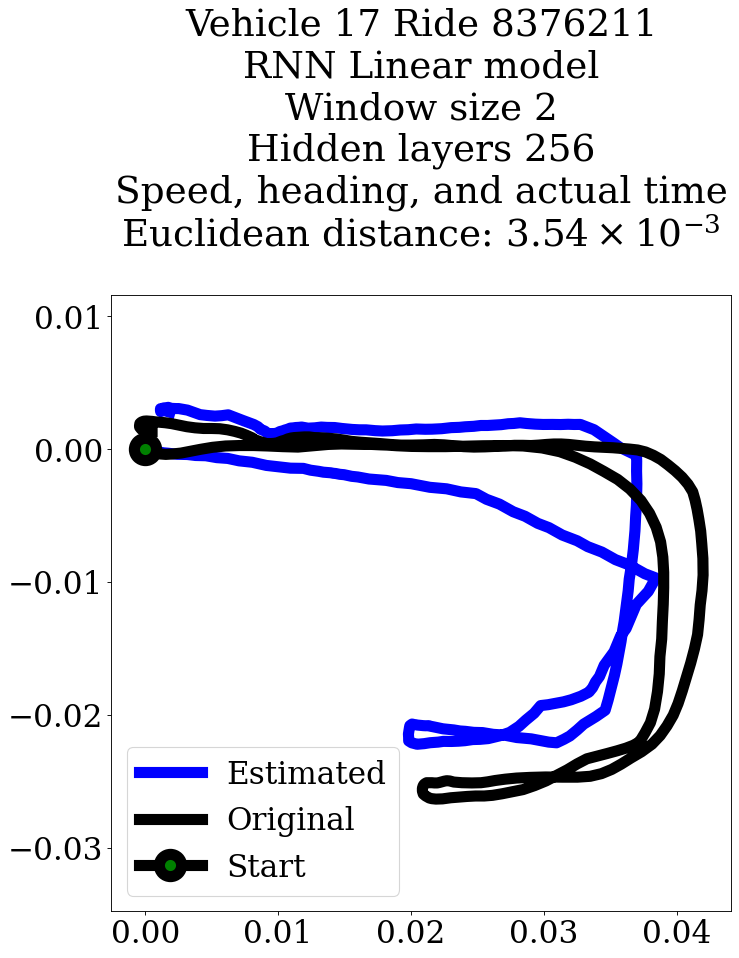 Vehicle 17 Ride 8376211
RNN Linear model
Window size 2
Hidden layers 256
Speed, heading, and actual time
Euclidean distance: 3.54 × 10⁻³
0.01
0.00
−0.01
−0.02
−0.03
Estimated
Original
Start
0.00 0.01 0.02 0.03 0.04